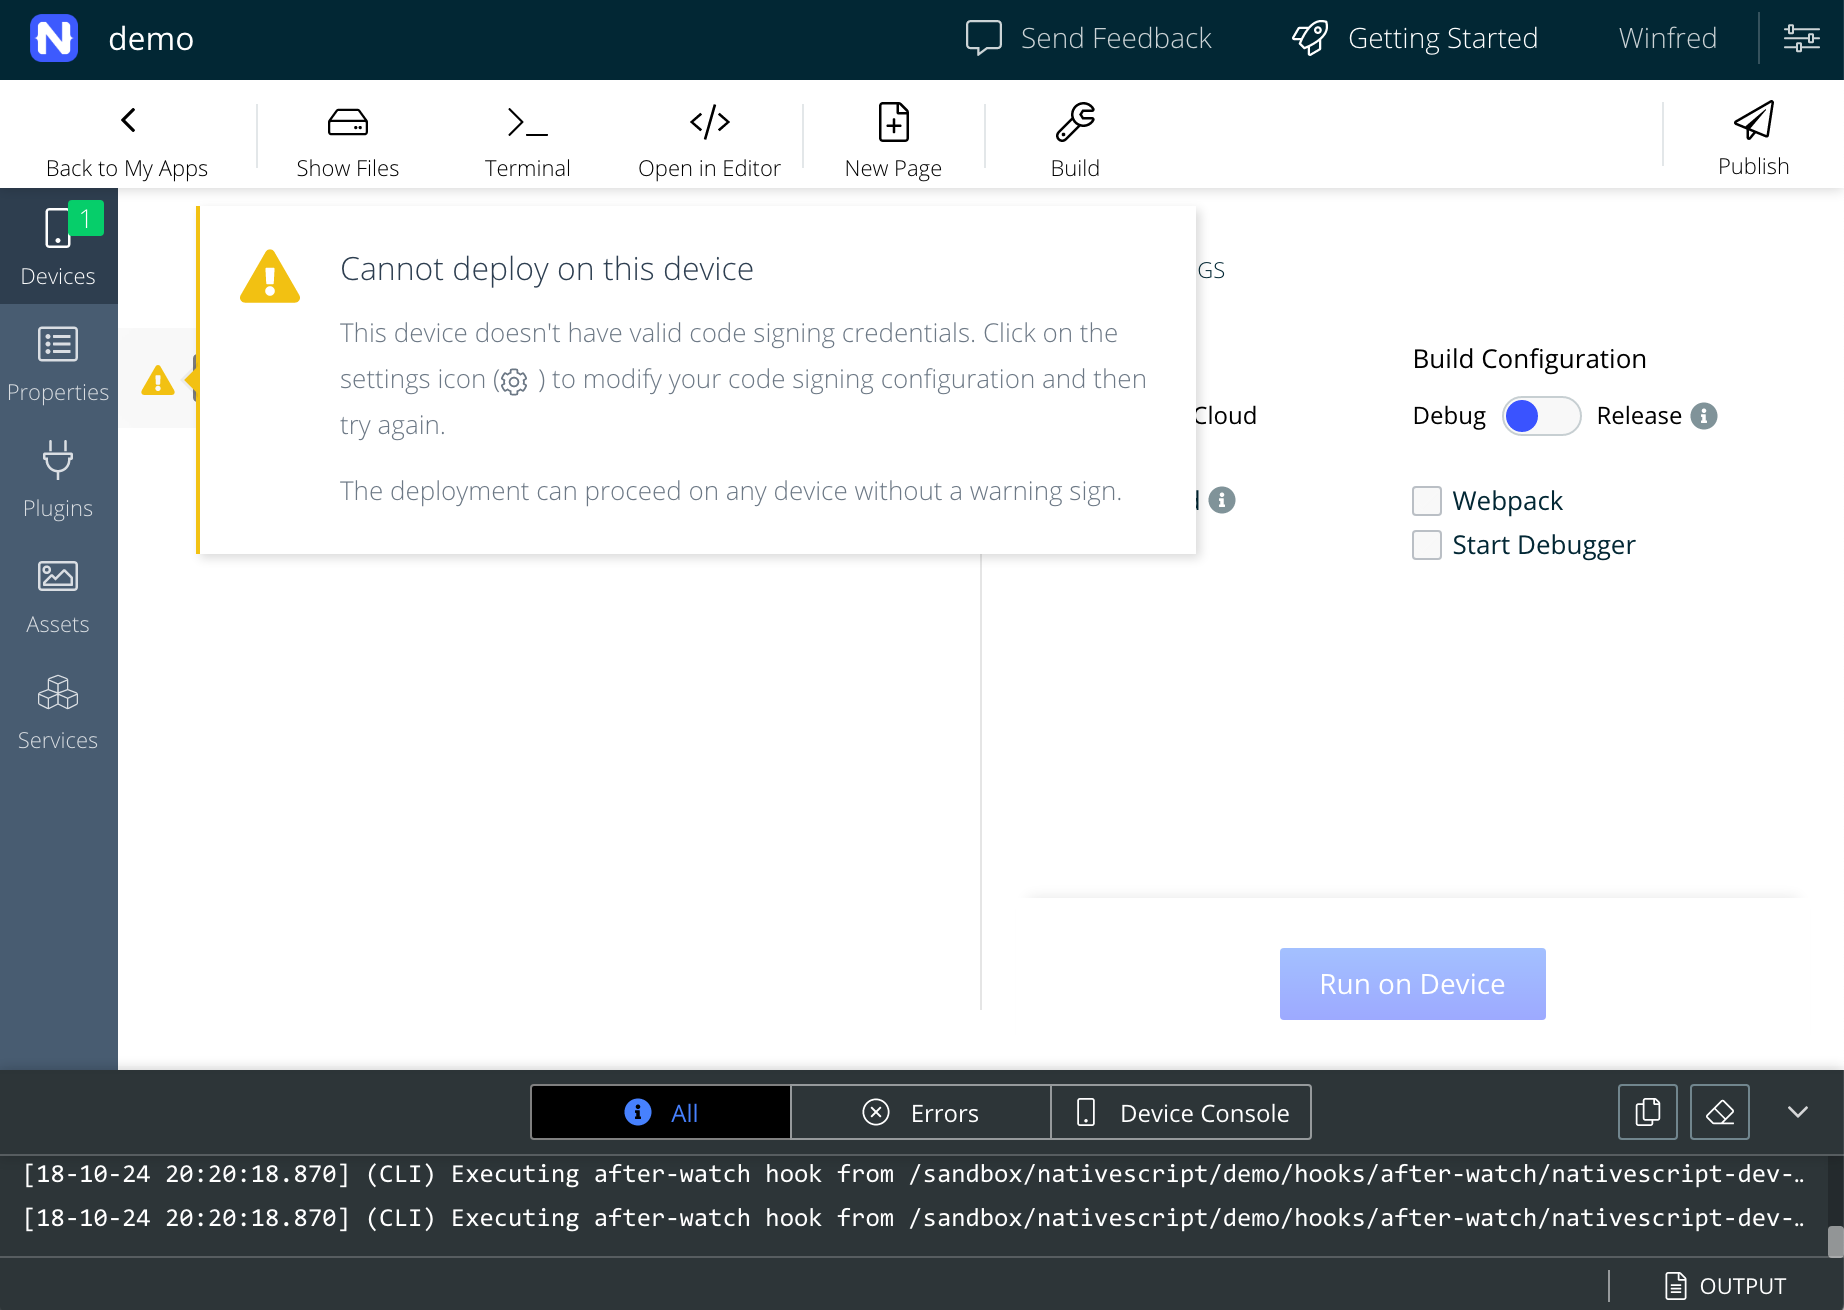 demo
Send Feedback
Getting Started
Winfred
Back to My Apps
Show Files
Terminal
Open in Editor
New Page
Build
Publish
1
Devices
Properties
Plugins
Assets
Services
Cannot deploy on this device
This device doesn't have valid code signing credentials. Click on the
settings icon ( ) to modify your code signing configuration and then
try again.
The deployment can proceed on any device without a warning sign.
GS
Cloud
Build Configuration
Debug
Release
Webpack
Start Debugger
Run on Device
All
Errors
Device Console
[18-10-24 20:20:18.870] (CLI) Executing after-watch hook from /sandbox/nativescript/demo/hooks/after-watch/nativescript-dev-…
[18-10-24 20:20:18.870] (CLI) Executing after-watch hook from /sandbox/nativescript/demo/hooks/after-watch/nativescript-dev-…
OUTPUT